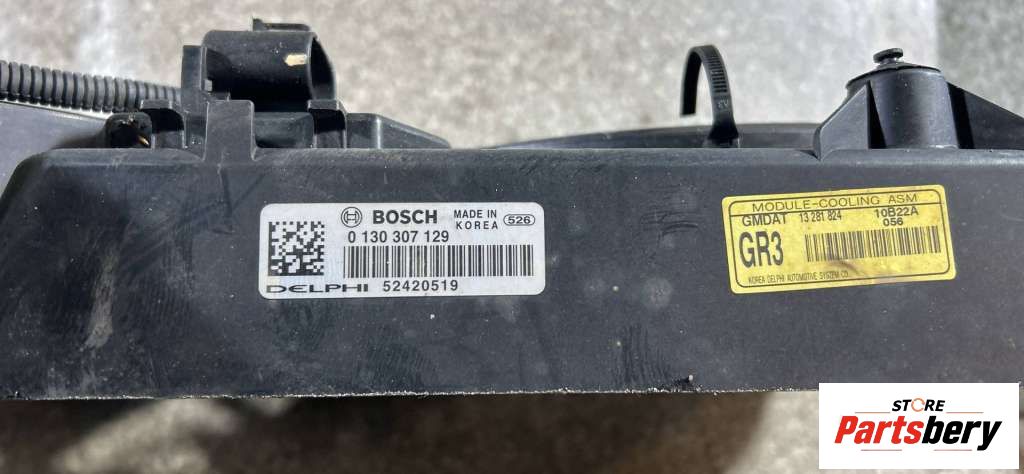 BOSCH MADE IN KOREA 526
0 130 307 129
DELPHI 52420519
MODULE-COOLING ASM
GMDAT 13 281 824 10B22A
056
GR3
KOREA DELPHI AUTOMOTIVE SYSTEM CO.
STORE
Partsbery